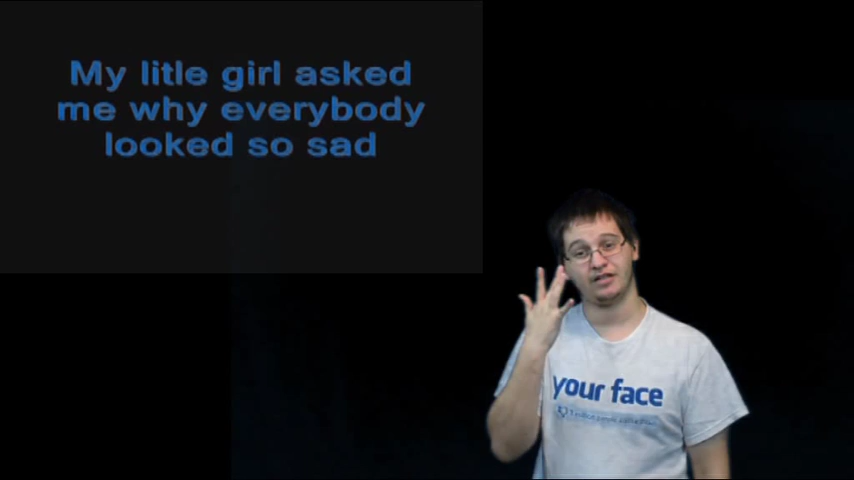 My litle girl asked
me why everybody
looked so sad
your face